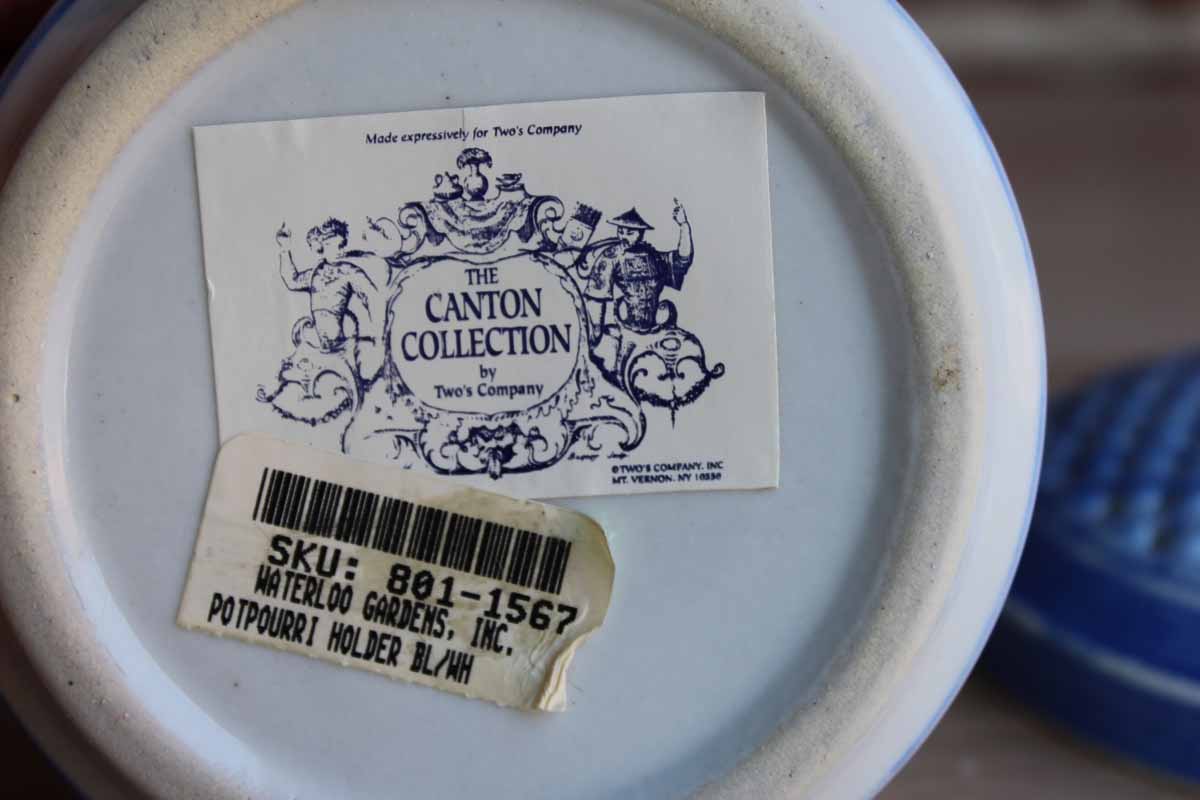 Made expressively for Two's Company
THE
CANTON
COLLECTION
by
Two's Company
©TWO'S COMPANY, INC
MT. VERNON, NY 10550
SKU: 801-1567
WATERLOO GARDENS, INC.
POTPOURRI HOLDER BL/WH